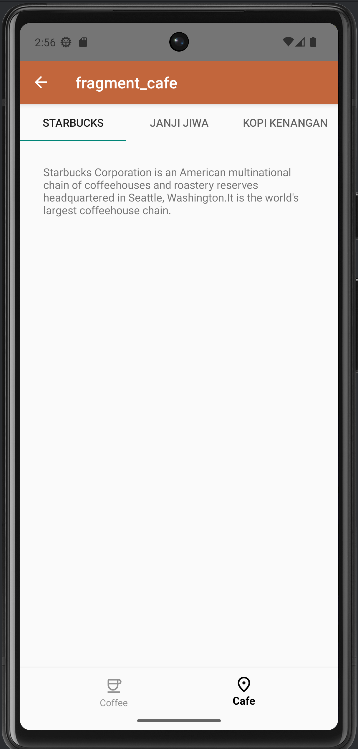 2:56
fragment_cafe
STARBUCKS JANJI JIWA KOPI KENANGAN
Starbucks Corporation is an American multinational
chain of coffeehouses and roastery reserves
headquartered in Seattle, Washington.It is the world's
largest coffeehouse chain.
Coffee Cafe